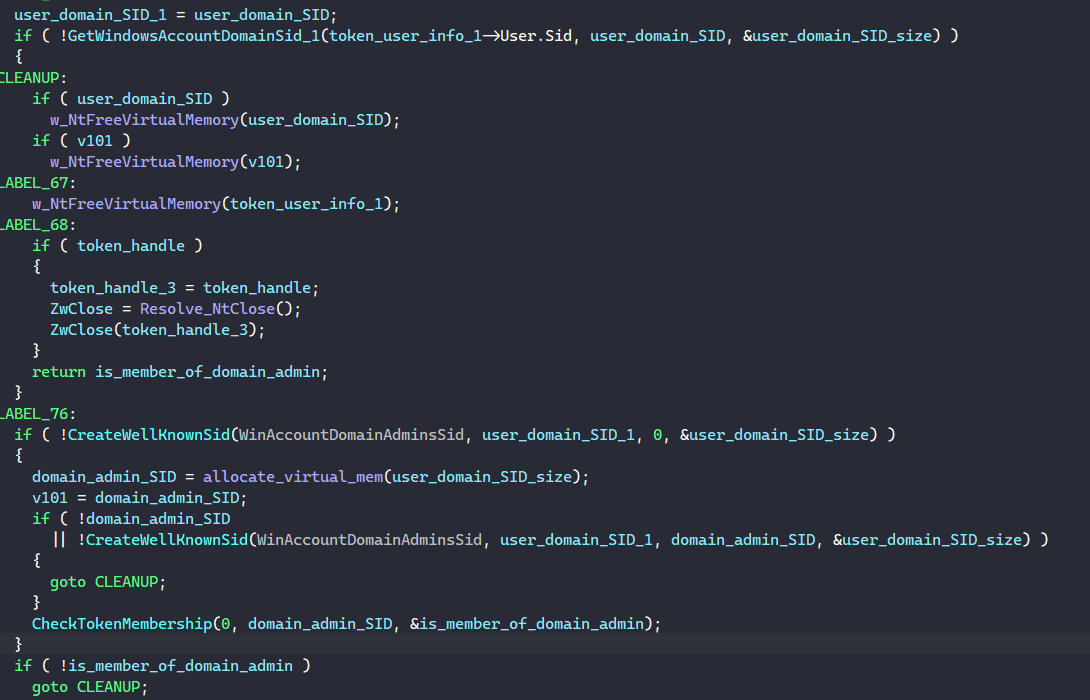 user_domain_SID_1 = user_domain_SID;
if ( !GetWindowsAccountDomainSid_1(token_user_info_1->User.Sid, user_domain_SID, &user_domain_SID_size) )
{
CLEANUP:
if ( user_domain_SID )
w_NtFreeVirtualMemory(user_domain_SID);
if ( v101 )
w_NtFreeVirtualMemory(v101);
LABEL_67:
w_NtFreeVirtualMemory(token_user_info_1);
LABEL_68:
if ( token_handle )
{
token_handle_3 = token_handle;
ZwClose = Resolve_NtClose();
ZwClose(token_handle_3);
}
return is_member_of_domain_admin;
}
LABEL_76:
if ( !CreateWellKnownSid(WinAccountDomainAdminsSid, user_domain_SID_1, 0, &user_domain_SID_size) )
{
domain_admin_SID = allocate_virtual_mem(user_domain_SID_size);
v101 = domain_admin_SID;
if ( !domain_admin_SID
|| !CreateWellKnownSid(WinAccountDomainAdminsSid, user_domain_SID_1, domain_admin_SID, &user_domain_SID_size) )
{
goto CLEANUP;
}
CheckTokenMembership(0, domain_admin_SID, &is_member_of_domain_admin);
}
if ( !is_member_of_domain_admin )
goto CLEANUP;